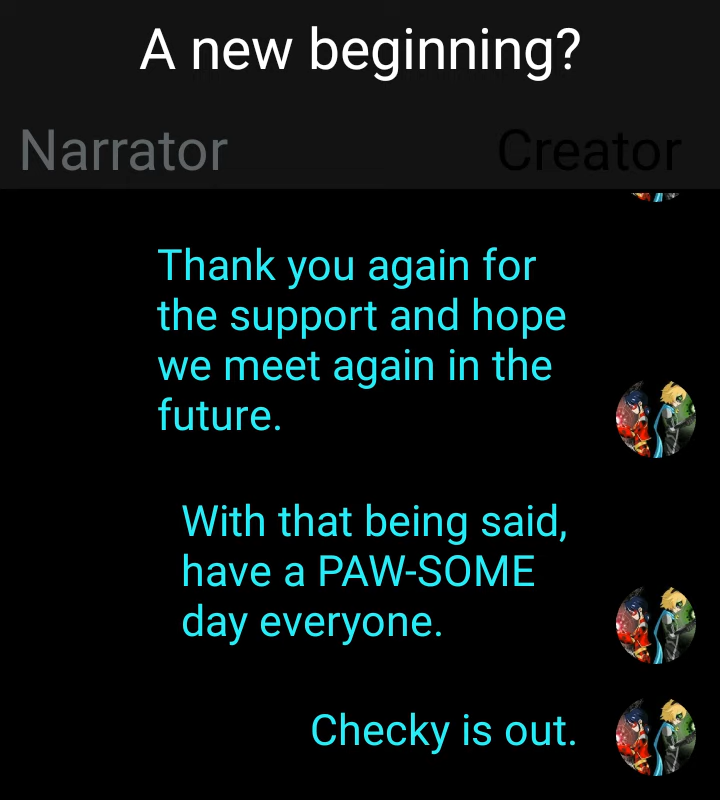 A new beginning?
Narrator
Creator
Thank you again for
the support and hope
we meet again in the
future.
With that being said,
have a PAW-SOME
day everyone.
Checky is out.